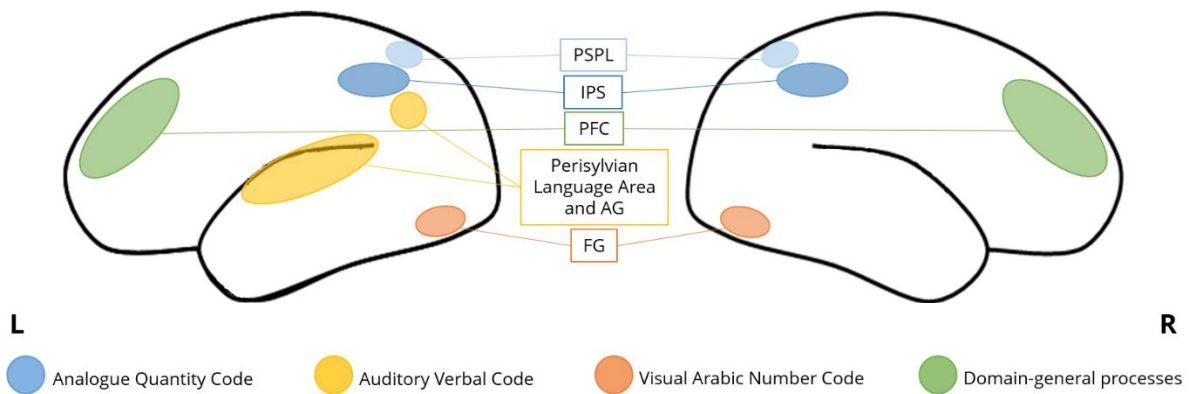 PSPL
IPS
PFC
Perisylvian
Language Area
and AG
FG
L
R
Analogue Quantity Code
Auditory Verbal Code
Visual Arabic Number Code
Domain-general processes